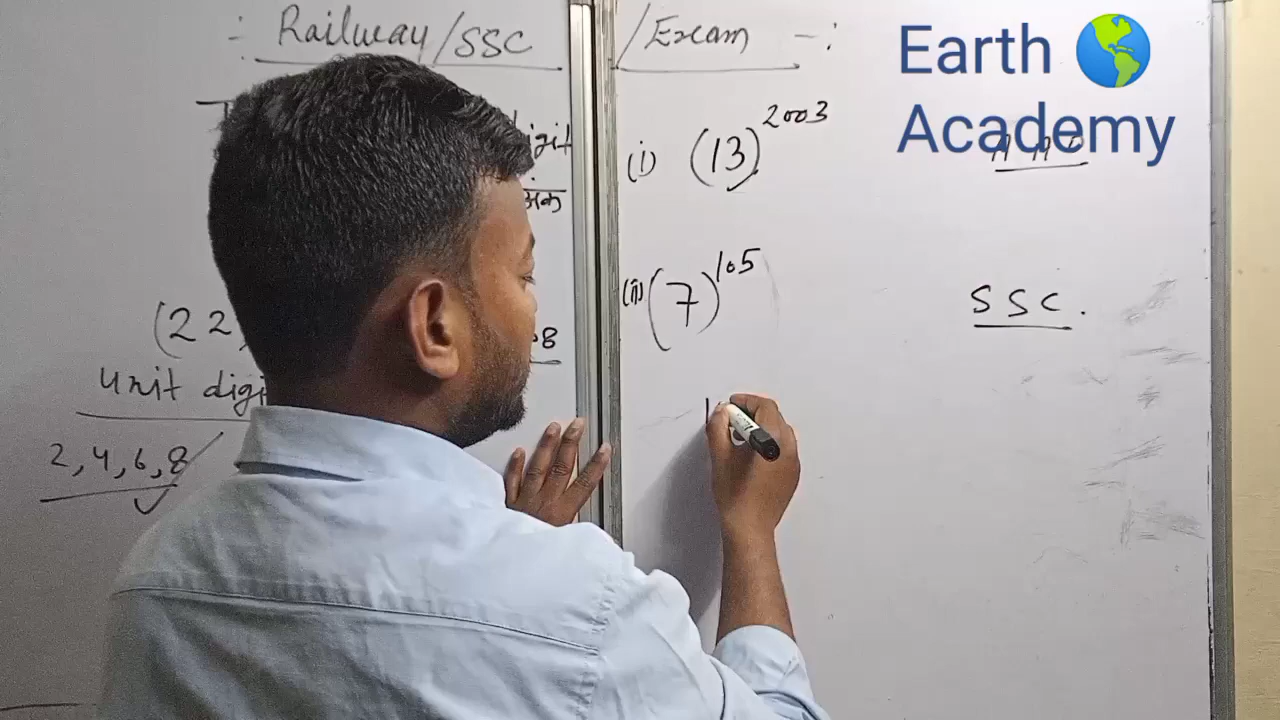 :- Railway/SSC /Exam -:
Earth
Academy
digit
अंक
(i) (13)^2003
(ii) (7)^105
SSC.
(22
8
unit digi
2, 4, 6, 8